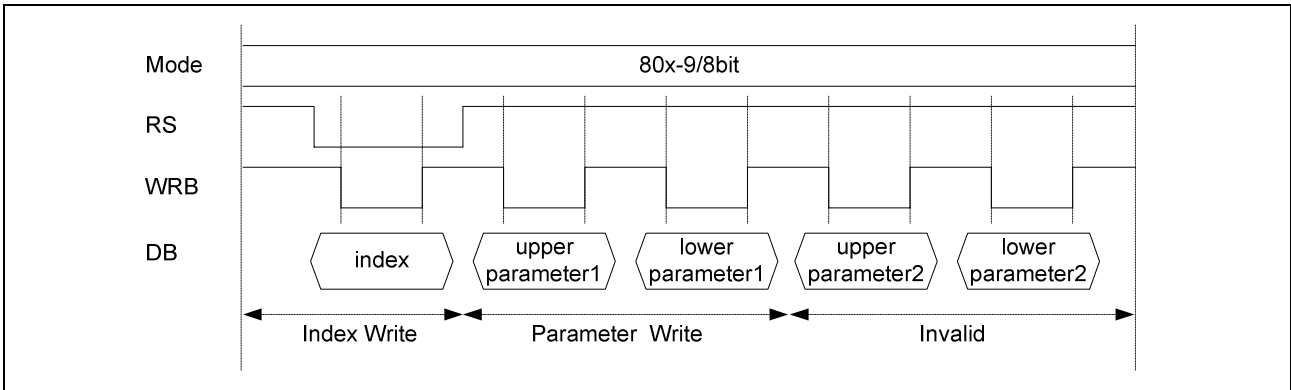 Mode
80x-9/8bit
RS
WRB
DB
index
upper
parameter1
lower
parameter1
upper
parameter2
lower
parameter2
Index Write
Parameter Write
Invalid